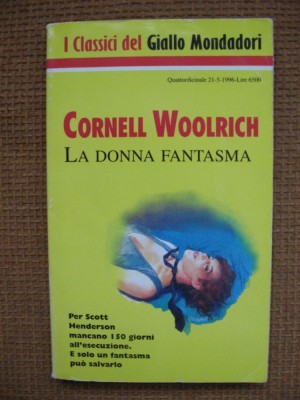 I Classici del Giallo Mondadori
Quattordicinale 21-5-1996-Lire 6500
CORNELL WOOLRICH
LA DONNA FANTASMA
Per Scott
Henderson
mancano 150 giorni
all'esecuzione.
E solo un fantasma
può salvarlo